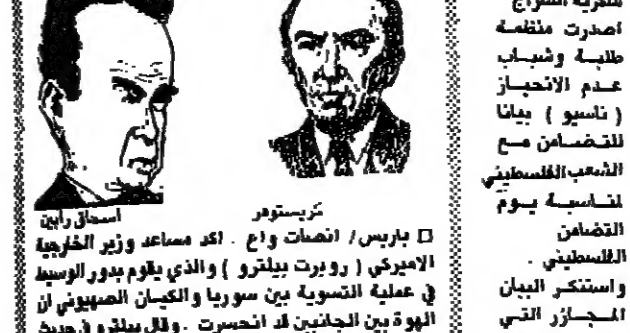 اصدرت منظمة
طلبة وشباب
عدم الانحياز
( ناسيو ) بيانا
للتضامن مع
الشعب الفلسطيني
لمناسبة يوم
التضامن
الفلسطيني .
واستنكر البيان
المجازر التي
كريستوفر
اسحاق رابين
باريس / انصات واع . اكد مساعد وزير الخارجية
الاميركي ( روبرت بيلترو ) والذي يقوم بدور الوسيط
في عملية التسوية بين سوريا والكيان الصهيوني ان
الهوة بين الجانبين قد انحسرت . وقال بيلترو في حديث